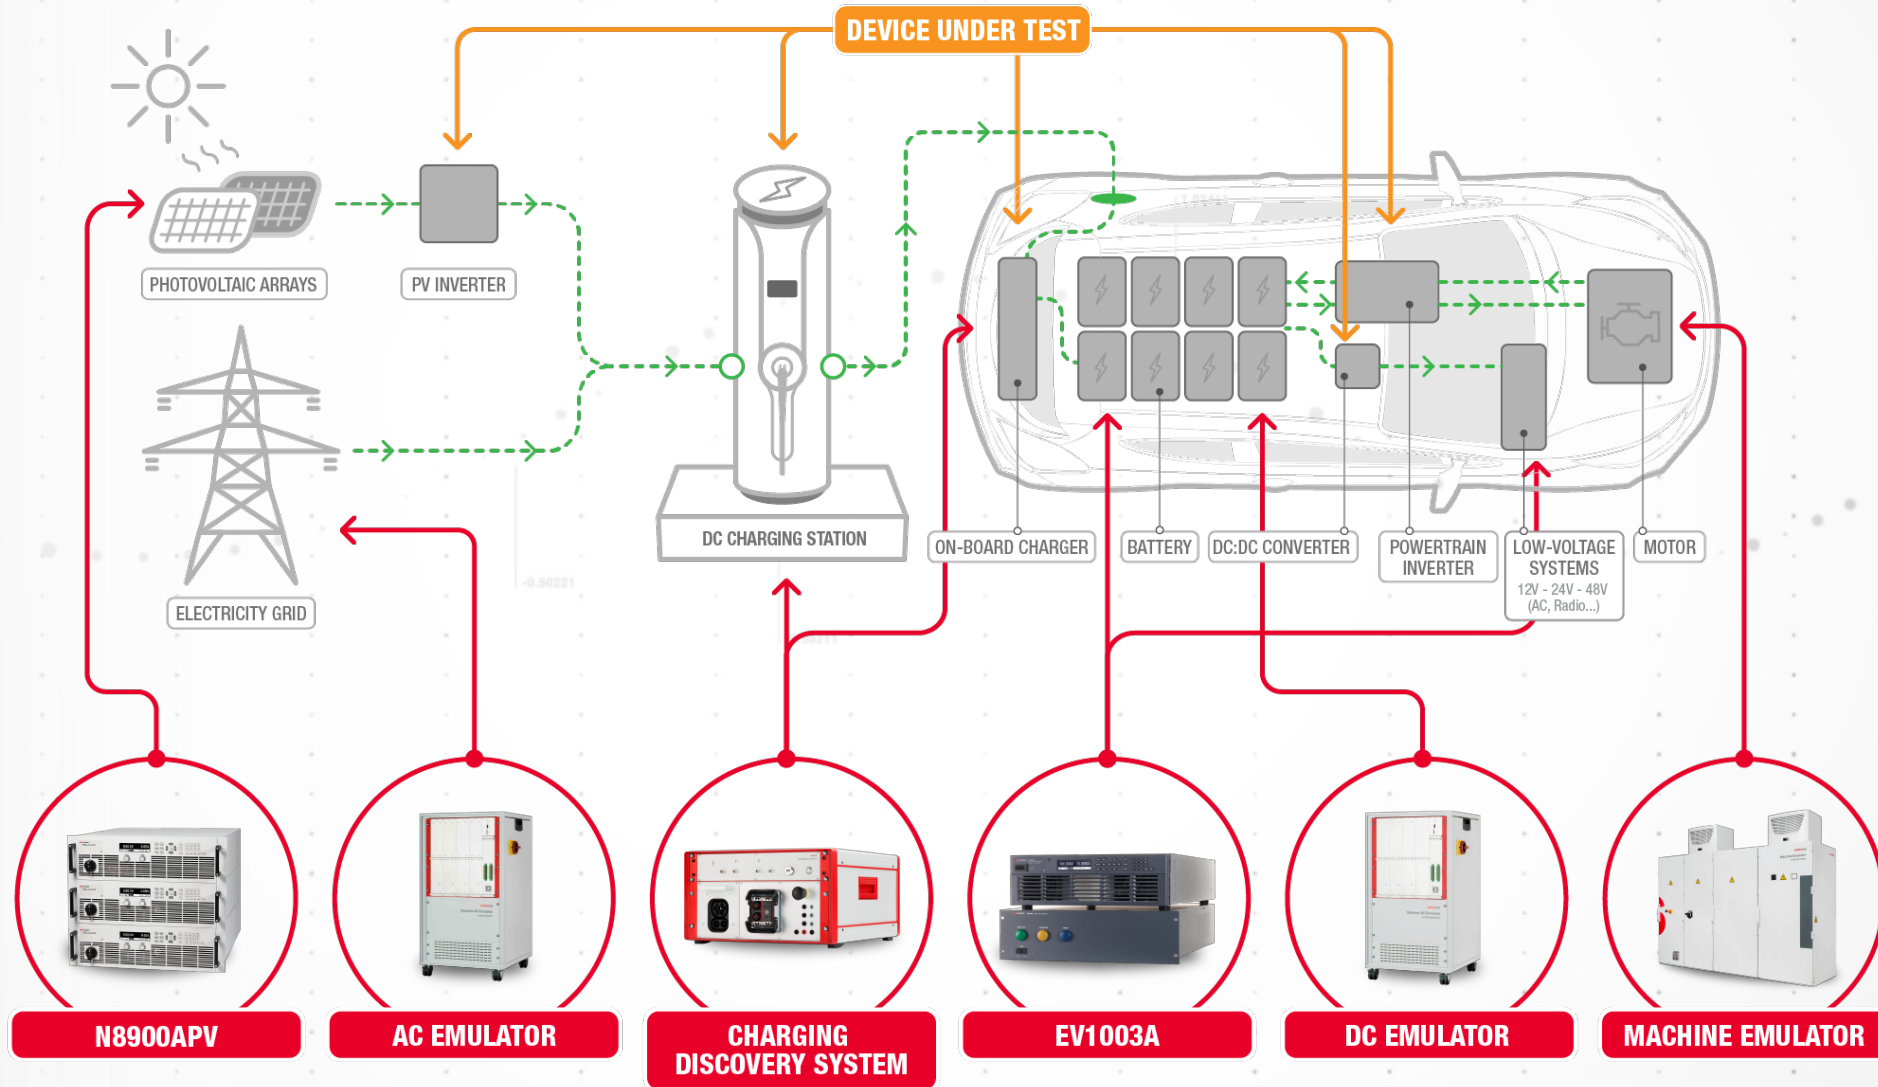 DEVICE UNDER TEST
PHOTOVOLTAIC ARRAYS
PV INVERTER
ELECTRICITY GRID
DC CHARGING STATION
ON-BOARD CHARGER
BATTERY
DC:DC CONVERTER
POWERTRAIN
INVERTER
LOW-VOLTAGE
SYSTEMS
12V - 24V - 48V
(AC, Radio...)
MOTOR
-0.50221
N8900APV
AC EMULATOR
CHARGING
DISCOVERY SYSTEM
EV1003A
DC EMULATOR
MACHINE EMULATOR